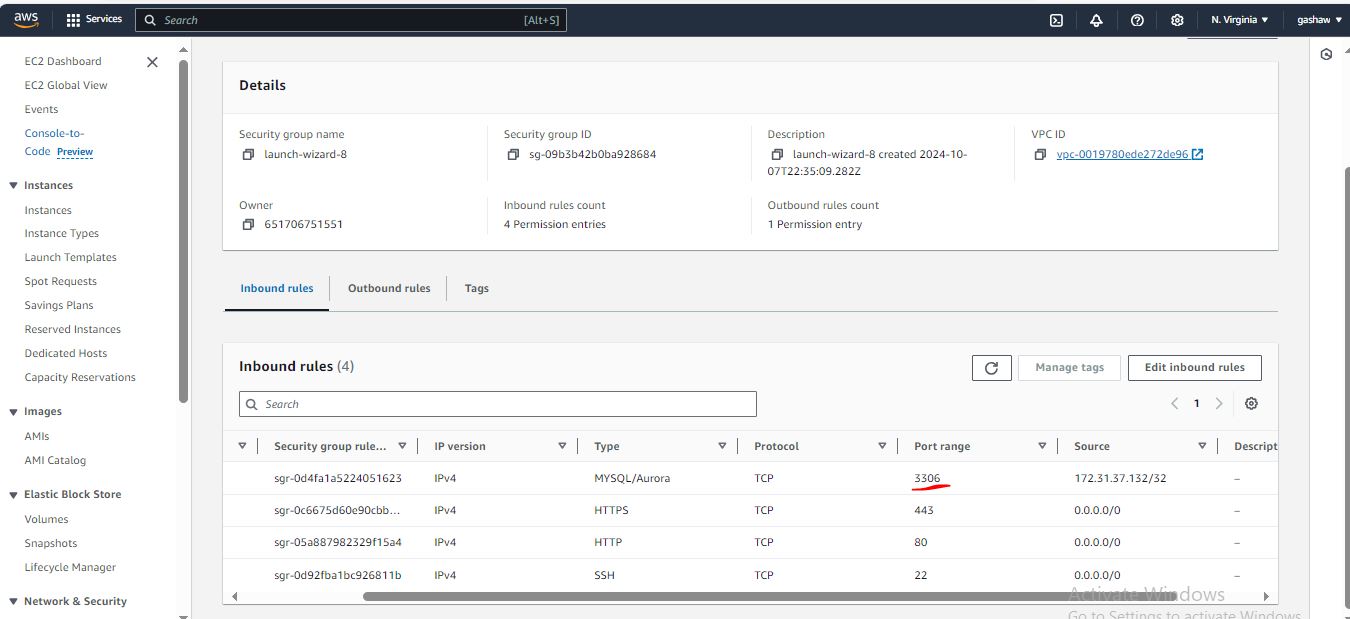 aws Services Search [Alt+S] N. Virginia gashaw
EC2 Dashboard
EC2 Global View
Events
Console-to-
Code Preview
Instances
Instances
Instance Types
Launch Templates
Spot Requests
Savings Plans
Reserved Instances
Dedicated Hosts
Capacity Reservations
Images
AMIs
AMI Catalog
Elastic Block Store
Volumes
Snapshots
Lifecycle Manager
Network & Security
Details
Security group name
launch-wizard-8
Security group ID
sg-09b3b42b0ba928684
Description
launch-wizard-8 created 2024-10-
07T22:35:09.282Z
VPC ID
vpc-0019780ede272de96
Owner
651706751551
Inbound rules count
4 Permission entries
Outbound rules count
1 Permission entry
Inbound rules Outbound rules Tags
Inbound rules (4)
Manage tags Edit inbound rules
Search
1
Security group rule... IP version Type Protocol Port range Source Descript
sgr-0d4fa1a5224051623 IPv4 MYSQL/Aurora TCP 3306 172.31.37.132/32 –
sgr-0c6675d60e90cbb... IPv4 HTTPS TCP 443 0.0.0.0/0 –
sgr-05a887982329f15a4 IPv4 HTTP TCP 80 0.0.0.0/0 –
sgr-0d92fba1bc926811b IPv4 SSH TCP 22 0.0.0.0/0 –
Activate Windows
Go to Settings to activate Windows.